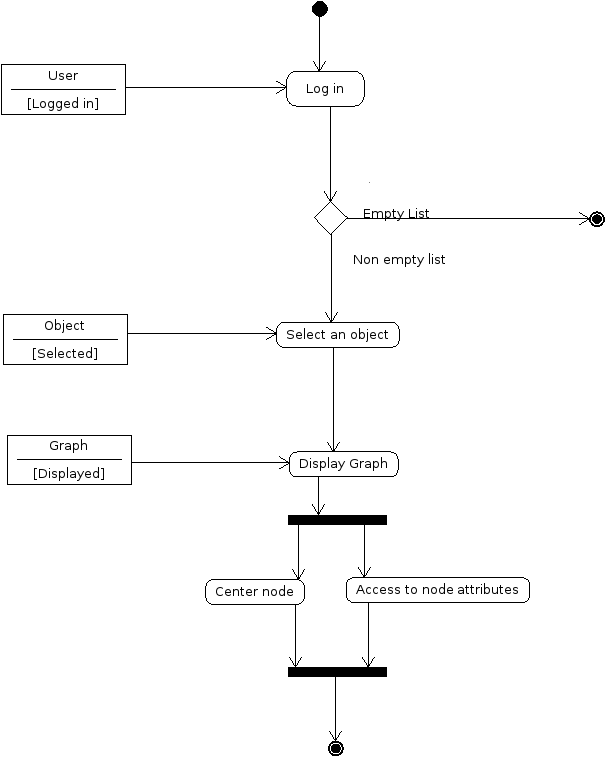 User
[Logged in]
Log in
Empty List
Non empty list
Object
[Selected]
Select an object
Graph
[Displayed]
Display Graph
Center node
Access to node attributes